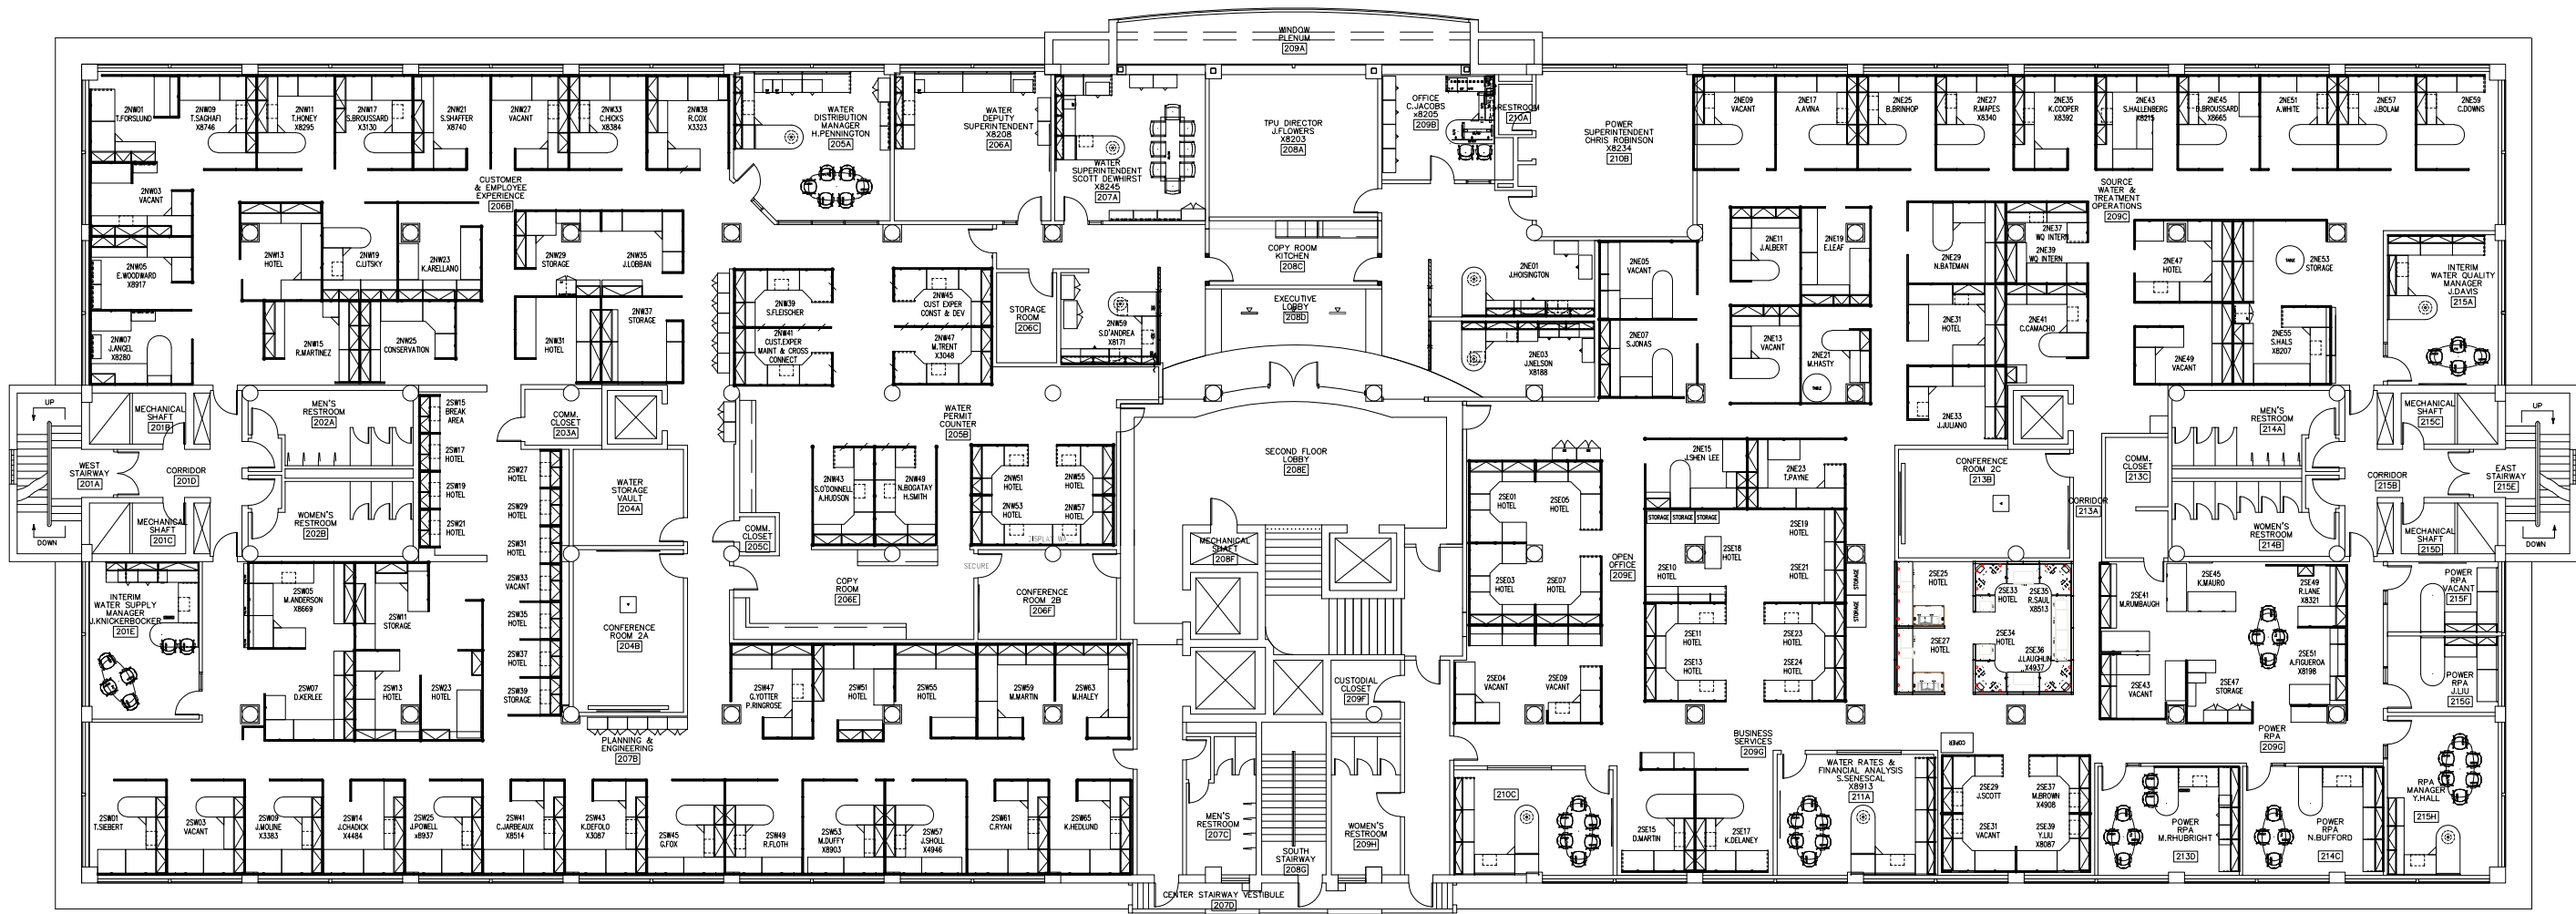 WINDOW
PLENUM
209A
2NW01
T.FORSLUND
2NW09
T.SAGHAFI
X8746
2NW11
T.HONEY
X8295
2NW17
S.BROUSSARD
X3130
2NW21
S.SHAFFER
X8740
2NW27
VACANT
2NW33
C.HICKS
X8384
2NW38
R.COX
X3323
WATER
DISTRIBUTION
MANAGER
H.PENNINGTON
205A
WATER
DEPUTY
SUPERINTENDENT
X8208
206A
WATER
SUPERINTENDENT
SCOTT DEWHIRST
X8245
207A
TPU DIRECTOR
J.FLOWERS
X8203
208A
OFFICE
C.JACOBS
x8205
209B
RESTROOM
210A
POWER
SUPERINTENDENT
CHRIS ROBINSON
X8234
210B
2NE09
VACANT
2NE17
A.AVINA
2NE25
B.BRINHOP
2NE27
R.MAPES
X8340
2NE35
K.COOPER
X8392
2NE43
S.HALLENBERG
X8215
2NE45
D.BROUSSARD
X8665
2NE51
A.WHITE
2NE57
J.BOLAM
2NE59
C.DOWNS
2NW03
VACANT
CUSTOMER
& EMPLOYEE
EXPERIENCE
206B
SOURCE
WATER &
TREATMENT
OPERATIONS
209C
2NW05
E.WOODWARD
X8917
2NW13
HOTEL
2NW19
C.LITSKY
2NW23
K.ARELLANO
2NW29
STORAGE
2NW35
J.LOBBAN
COPY ROOM
KITCHEN
208C
2NE01
J.HOISINGTON
2NE05
VACANT
2NE11
J.ALBERT
2NE19
E.LEAF
2NE29
N.BATEMAN
2NE37
WQ INTERN
2NE39
WQ INTERN
2NE47
HOTEL
TABLE
2NE53
STORAGE
INTERIM
WATER QUALITY
MANAGER
J.DAVIS
215A
2NW07
J.ANGEL
X8280
2NW15
R.MARTINEZ
2NW25
CONSERVATION
2NW31
HOTEL
2NW37
STORAGE
2NW39
S.FLEISCHER
2NW41
CUST.EXPER
MAINT & CROSS
CONNECT
2NW45
CUST EXPER
CONST & DEV
2NW47
M.TRENT
X3048
STORAGE
ROOM
206C
2NW59
S.D'ANDREA
X8171
EXECUTIVE
LOBBY
208D
2NE03
J.NELSON
X8188
2NE07
S.JONAS
2NE13
VACANT
2NE21
M.HASTY
TABLE
2NE31
HOTEL
2NE41
C.CAMACHO
2NE49
VACANT
2NE55
S.HALS
X8207
2NE33
J.JULIANO
UP
MECHANICAL
SHAFT
201B
WEST
STAIRWAY
201A
CORRIDOR
201D
MECHANICAL
SHAFT
201C
DOWN
MEN'S
RESTROOM
202A
WOMEN'S
RESTROOM
202B
2SW15
BREAK
AREA
2SW17
HOTEL
2SW19
HOTEL
2SW21
HOTEL
COMM.
CLOSET
203A
2SW27
HOTEL
2SW29
HOTEL
2SW31
HOTEL
2SW33
VACANT
2SW35
HOTEL
2SW37
HOTEL
2SW39
STORAGE
WATER
STORAGE
VAULT
204A
CONFERENCE
ROOM 2A
204B
WATER
PERMIT
COUNTER
205B
2NW43
S.O'DONNELL
A.HUDSON
2NW49
N.BOGATAY
H.SMITH
2NW51
HOTEL
2NW55
HOTEL
2NW53
HOTEL
2NW57
HOTEL
DISPLAY WALL
SECURE
COMM.
CLOSET
205C
COPY
ROOM
206E
CONFERENCE
ROOM 2B
206F
SECOND FLOOR
LOBBY
208E
MECHANICAL
SHAFT
208F
2SE01
HOTEL
2SE05
HOTEL
2SE03
HOTEL
2SE07
HOTEL
OPEN
OFFICE
209E
2NE15
J.SHEN LEE
2NE23
T.PAYNE
STORAGE
STORAGE
STORAGE
2SE18
HOTEL
2SE19
HOTEL
2SE10
HOTEL
2SE21
HOTEL
STORAGE
STORAGE
2SE11
HOTEL
2SE23
HOTEL
2SE13
HOTEL
2SE24
HOTEL
CONFERENCE
ROOM 2C
213B
COMM.
CLOSET
213C
CORRIDOR
213A
MEN'S
RESTROOM
214A
WOMEN'S
RESTROOM
214B
MECHANICAL
SHAFT
215C
CORRIDOR
215B
MECHANICAL
SHAFT
215D
UP
EAST
STAIRWAY
215E
DOWN
2SE25
HOTEL
2SE27
HOTEL
2SE33
HOTEL
2SE35
R.SAUL
X8513
2SE34
HOTEL
2SE36
J.LAUGHLIN
X4937
2SE41
M.RUMBAUGH
2SE43
VACANT
2SE45
K.MAURO
2SE47
STORAGE
2SE49
R.LANE
X8321
2SE51
A.FIGUEROA
X8198
POWER
RPA
VACANT
215F
POWER
RPA
J.LIU
215G
INTERIM
WATER SUPPLY
MANAGER
J.KNICKERBOCKER
201E
2SW05
M.ANDERSON
X8669
2SW11
STORAGE
2SW07
D.KERLEE
2SW13
HOTEL
2SW23
HOTEL
PLANNING &
ENGINEERING
207B
2SW47
G.YOTTER
P.RINGROSE
2SW51
HOTEL
2SW55
HOTEL
2SW59
M.MARTIN
2SW63
M.HALEY
CUSTODIAL
CLOSET
209F
2SE04
VACANT
2SE09
VACANT
BUSINESS
SERVICES
209G
COPIER
POWER
RPA
209G
2SW01
T.SIEBERT
2SW03
VACANT
2SW09
J.MOLINE
X3383
2SW14
J.CHADICK
X4484
2SW25
J.POWELL
x8937
2SW41
C.JARBEAUX
X8514
2SW43
K.DEFOLO
X3087
2SW45
G.FOX
2SW49
R.FLOTH
2SW53
M.DUFFY
X8903
2SW57
J.SHOLL
X4946
2SW61
C.RYAN
2SW65
K.HEDLUND
MEN'S
RESTROOM
207C
SOUTH
STAIRWAY
208G
WOMEN'S
RESTROOM
209H
CENTER STAIRWAY VESTIBULE
207D
210C
2SE15
D.MARTIN
2SE17
K.DELANEY
WATER RATES &
FINANCIAL ANALYSIS
S.SENESCAL
X8913
211A
2SE29
J.SCOTT
2SE37
M.BROWN
X4908
2SE31
VACANT
2SE39
Y.LIU
X8087
POWER
RPA
M.RHUBRIGHT
213D
POWER
RPA
N.BUFFORD
214C
RPA
MANAGER
Y.HALL
215H